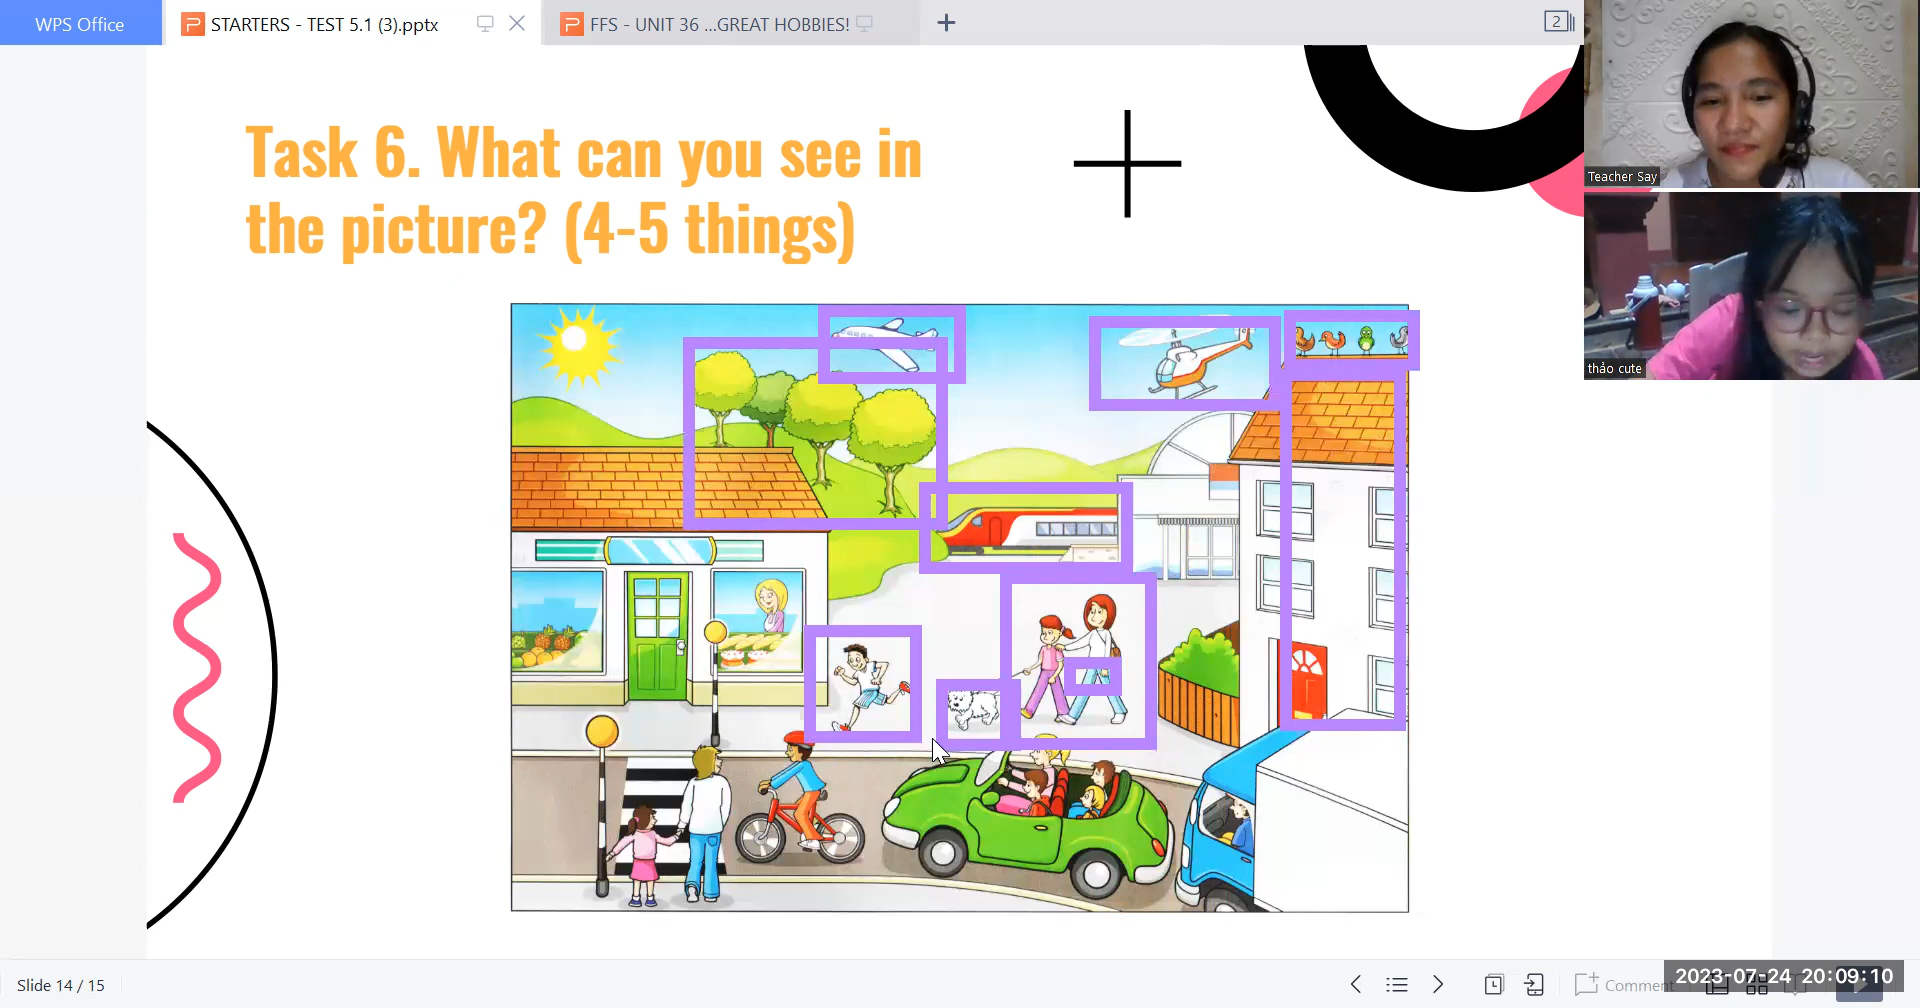 WPS Office
STARTERS - TEST 5.1 (3).pptx
FFS - UNIT 36 ...GREAT HOBBIES!
2
Task 6. What can you see in
the picture? (4-5 things)
Teacher Say
thảo cute
Slide 14 / 15
Comment
2023-07-24 20:09:10